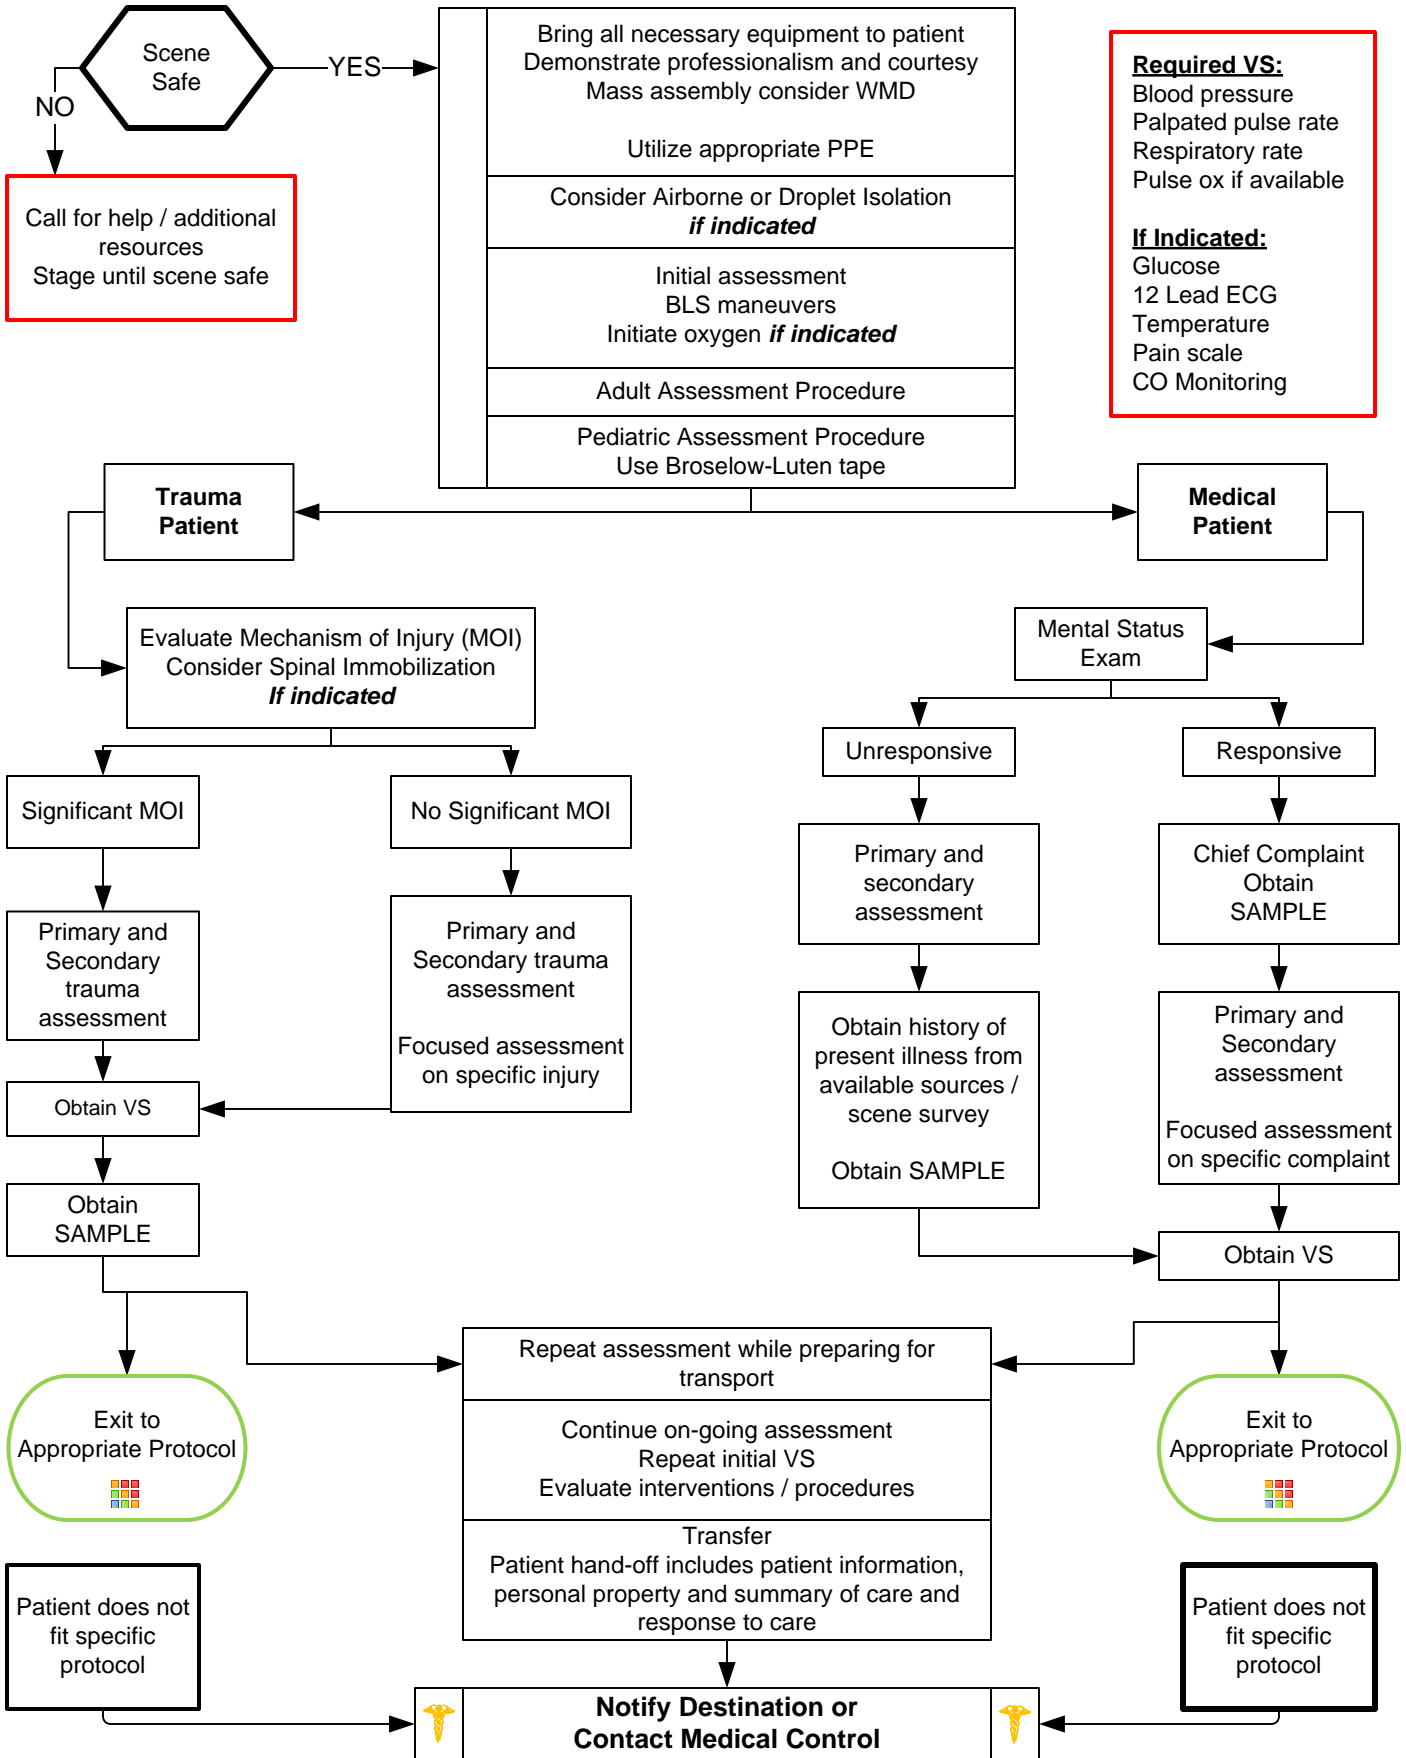 Scene
Safe
YES
NO
Call for help / additional
resources
Stage until scene safe
Bring all necessary equipment to patient
Demonstrate professionalism and courtesy
Mass assembly consider WMD
Utilize appropriate PPE
Consider Airborne or Droplet Isolation
if indicated
Initial assessment
BLS maneuvers
Initiate oxygen if indicated
Adult Assessment Procedure
Pediatric Assessment Procedure
Use Broselow-Luten tape
Required VS:
Blood pressure
Palpated pulse rate
Respiratory rate
Pulse ox if available
If Indicated:
Glucose
12 Lead ECG
Temperature
Pain scale
CO Monitoring
Trauma
Patient
Medical
Patient
Evaluate Mechanism of Injury (MOI)
Consider Spinal Immobilization
If indicated
Mental Status
Exam
Significant MOI
No Significant MOI
Unresponsive
Responsive
Primary and
Secondary
trauma
assessment
Primary and
Secondary trauma
assessment
Focused assessment
on specific injury
Primary and
secondary
assessment
Chief Complaint
Obtain
SAMPLE
Obtain VS
Obtain
SAMPLE
Obtain history of
present illness from
available sources /
scene survey
Obtain SAMPLE
Primary and
Secondary
assessment
Focused assessment
on specific complaint
Obtain VS
Exit to
Appropriate Protocol
Repeat assessment while preparing for
transport
Continue on-going assessment
Repeat initial VS
Evaluate interventions / procedures
Transfer
Patient hand-off includes patient information,
personal property and summary of care and
response to care
Exit to
Appropriate Protocol
Patient does not
fit specific
protocol
Patient does not
fit specific
protocol
Notify Destination or
Contact Medical Control